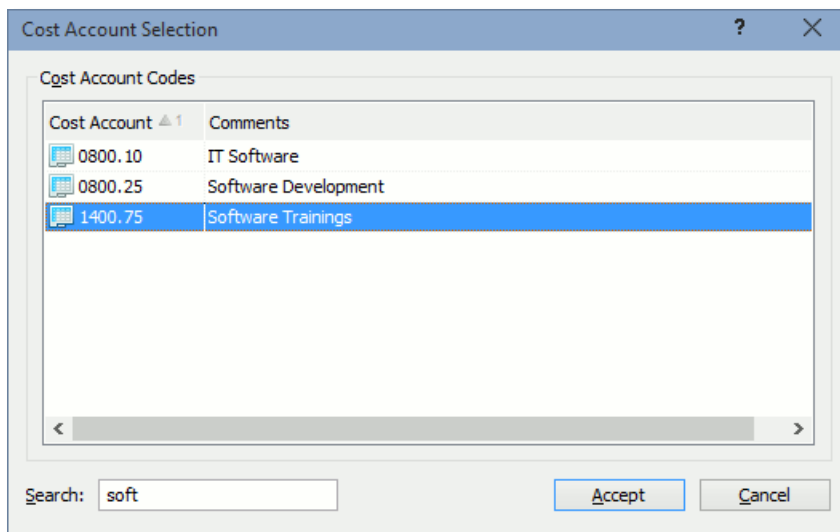 Cost Account Selection ?
Cost Account Codes
Cost Account 1 Comments
0800.10 IT Software
0800.25 Software Development
1400.75 Software Trainings
Search: soft Accept Cancel